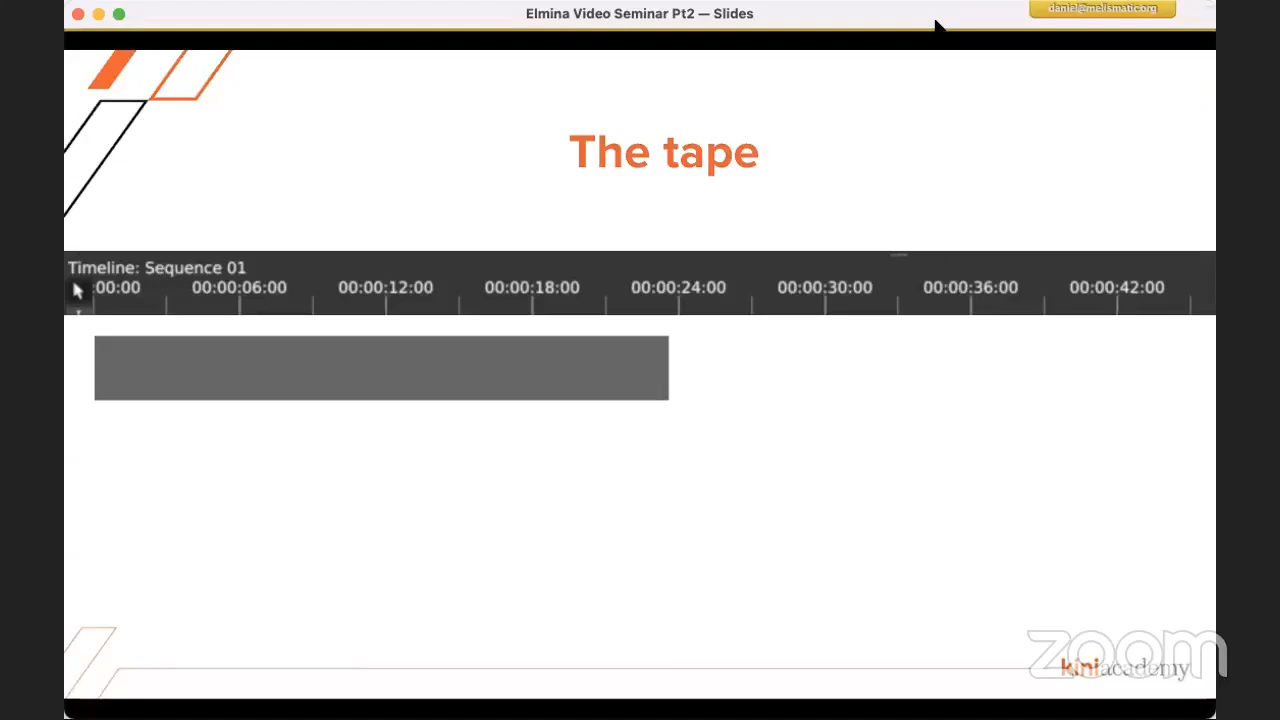 Elmina Video Seminar Pt2 — Slides
daniel@melismatic.org
The tape
Timeline: Sequence 01
:00:00 00:00:06:00 00:00:12:00 00:00:18:00 00:00:24:00 00:00:30:00 00:00:36:00 00:00:42:00
zoom
kiniacademy